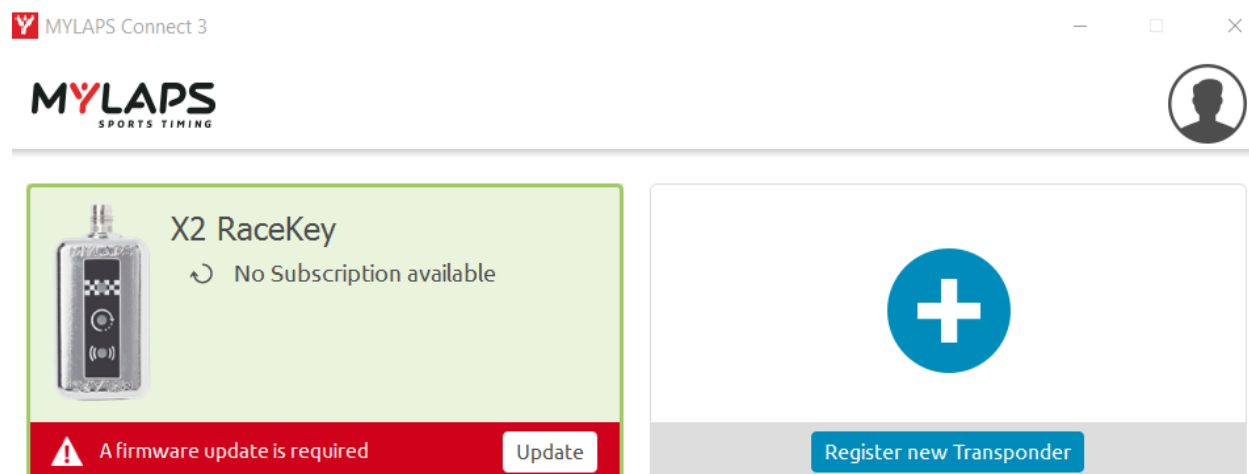 MYLAPS Connect 3
MYLAPS
SPORTS TIMING
X2 RaceKey
No Subscription available
A firmware update is required
Update
Register new Transponder